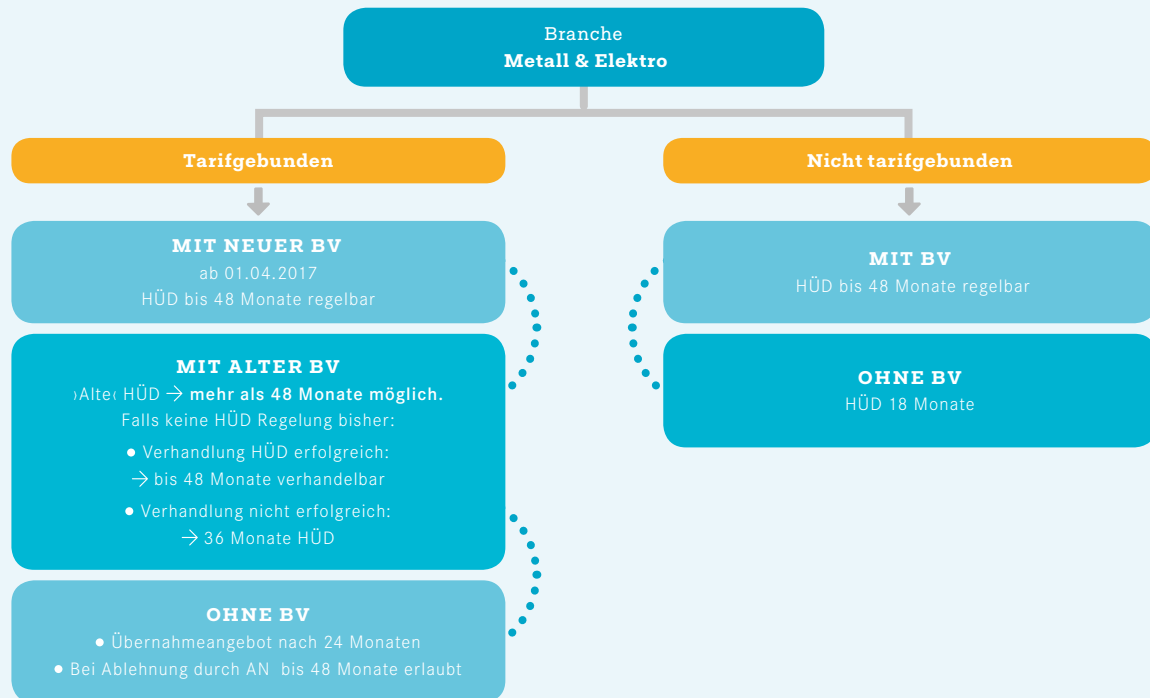 Branche
Metall & Elektro
Tarifgebunden
MIT NEUER BV
ab 01.04.2017
HÜD bis 48 Monate regelbar
MIT ALTER BV
›Alte‹ HÜD → mehr als 48 Monate möglich.
Falls keine HÜD Regelung bisher:
● Verhandlung HÜD erfolgreich:
→ bis 48 Monate verhandelbar
● Verhandlung nicht erfolgreich:
→ 36 Monate HÜD
OHNE BV
● Übernahmeangebot nach 24 Monaten
● Bei Ablehnung durch AN bis 48 Monate erlaubt
Nicht tarifgebunden
MIT BV
HÜD bis 48 Monate regelbar
OHNE BV
HÜD 18 Monate